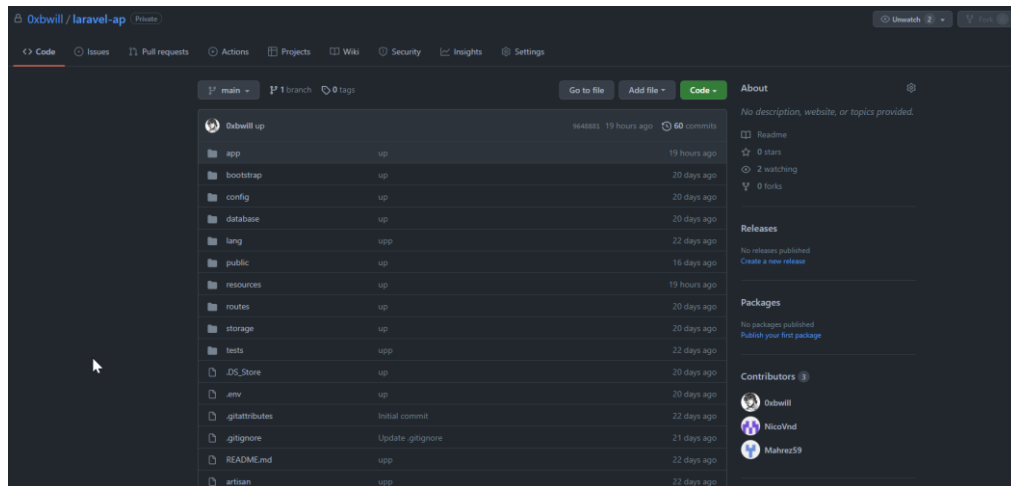 0xbwill / laravel-ap Private
Unwatch 2 Fork
Code Issues Pull requests Actions Projects Wiki Security Insights Settings
main 1 branch 0 tags Go to file Add file Code
0xbwill up 9648881 19 hours ago 60 commits
app up 19 hours ago
bootstrap up 20 days ago
config up 20 days ago
database up 20 days ago
lang upp 22 days ago
public up 16 days ago
resources up 19 hours ago
routes up 20 days ago
storage up 20 days ago
tests upp 22 days ago
.DS_Store up 20 days ago
.env up 20 days ago
.gitattributes Initial commit 22 days ago
.gitignore Update .gitignore 21 days ago
README.md upp 22 days ago
artisan upp 22 days ago
About
No description, website, or topics provided.
Readme
0 stars
2 watching
0 forks
Releases
No releases published
Create a new release
Packages
No packages published
Publish your first package
Contributors 3
0xbwill
NicoVnd
Mahrez59